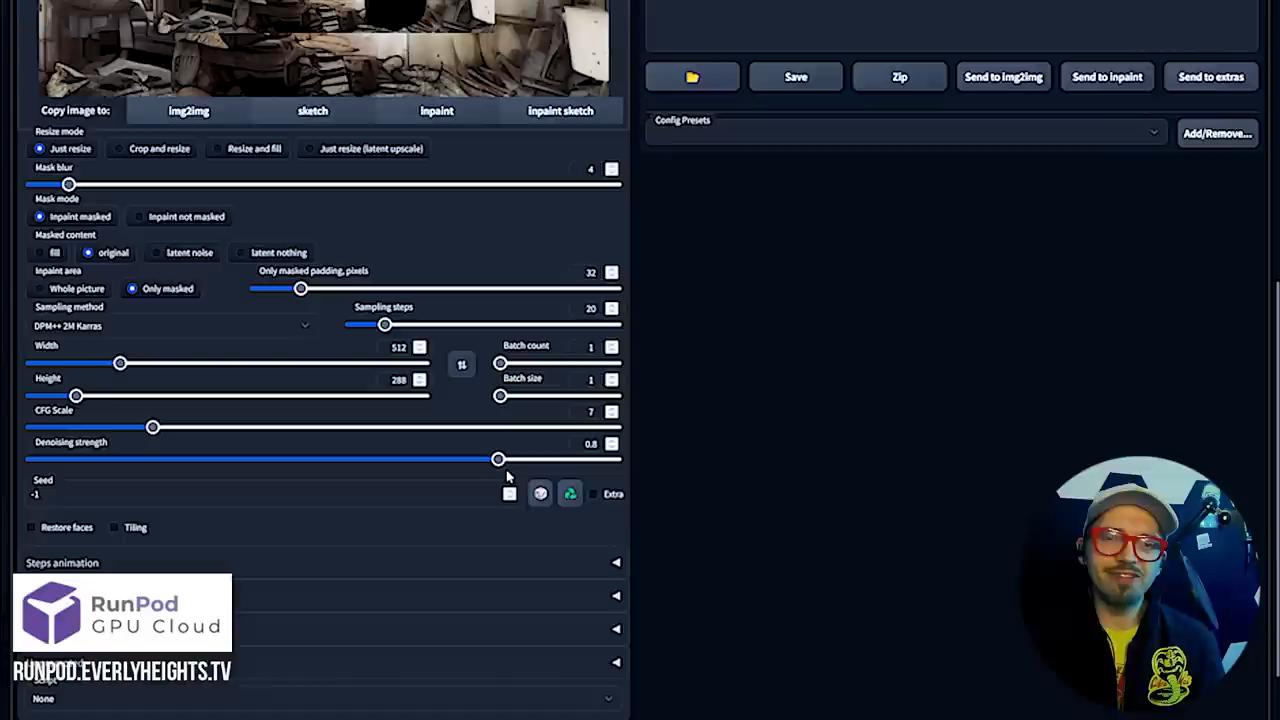 Save
Zip
Send to img2img
Send to inpaint
Send to extras
Copy image to:
img2img
sketch
inpaint
inpaint sketch
Config Presets
Add/Remove...
Resize mode
Just resize
Crop and resize
Resize and fill
Just resize (latent upscale)
Mask blur
4
Mask mode
Inpaint masked
Inpaint not masked
Masked content
fill
original
latent noise
latent nothing
Inpaint area
Only masked padding, pixels
32
Whole picture
Only masked
Sampling method
Sampling steps
20
DPM++ 2M Karras
Width
512
Batch count
1
Height
288
Batch size
1
CFG Scale
7
Denoising strength
0.8
Seed
-1
Extra
Restore faces
Tiling
Steps animation
RunPod
GPU Cloud
RUNPOD.EVERLYHEIGHTS.TV
None